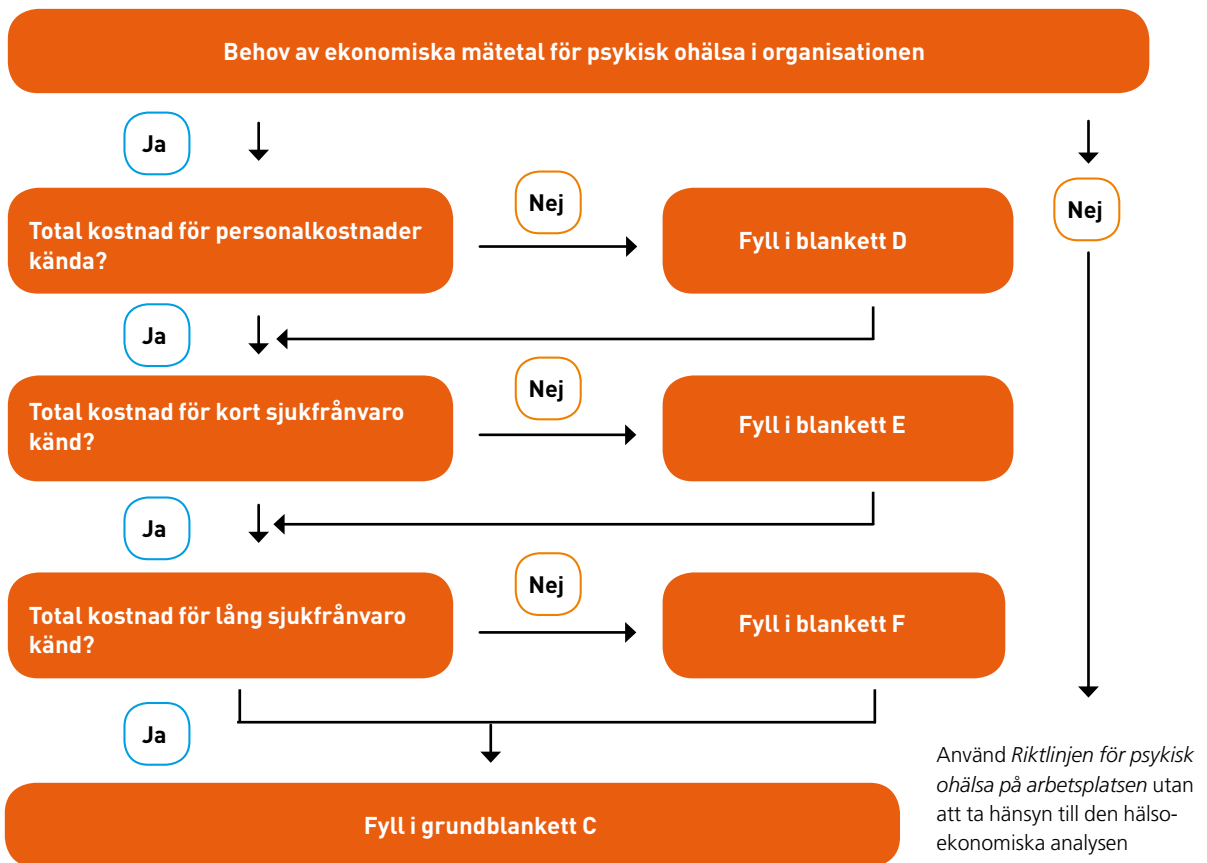 Behov av ekonomiska mätetal för psykisk ohälsa i organisationen
Ja
Nej
Nej
Total kostnad för personalkostnader
kända?
Fyll i blankett D
Ja
Nej
Total kostnad för kort sjukfrånvaro
känd?
Fyll i blankett E
Ja
Nej
Total kostnad för lång sjukfrånvaro
känd?
Fyll i blankett F
Ja
Fyll i grundblankett C
Använd Riktlinjen för psykisk
ohälsa på arbetsplatsen utan
att ta hänsyn till den hälso-
ekonomiska analysen